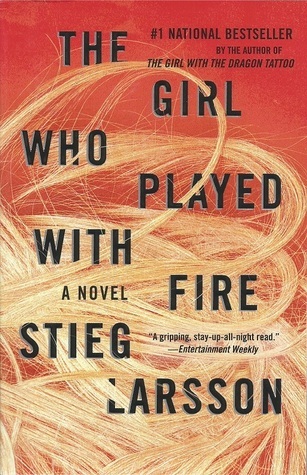 #1 NATIONAL BESTSELLER
BY THE AUTHOR OF
THE GIRL WITH THE DRAGON TATTOO
THE
GIRL
WHO
PLAYED
WITH
FIRE
A NOVEL
STIEG
LARSSON
"A gripping, stay-up-all-night read."
—Entertainment Weekly